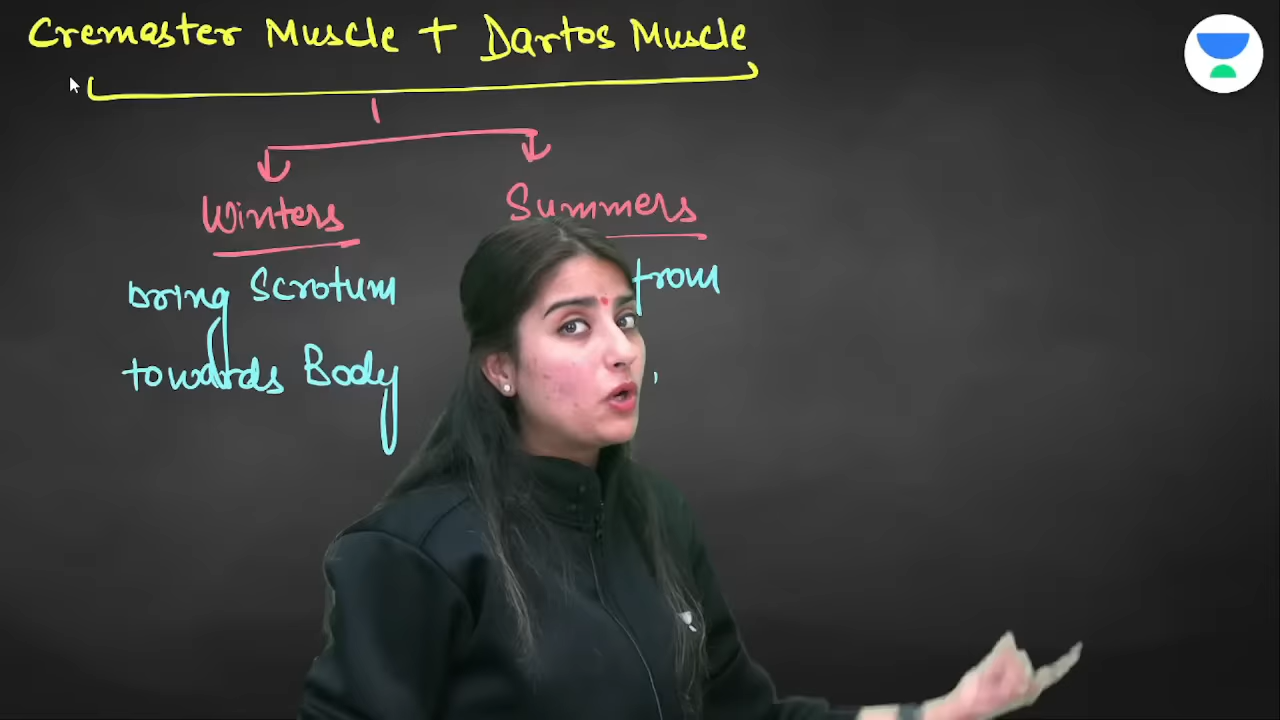 Cremaster Muscle + Dartos Muscle
Winters
Summers
bring Scrotum
from
towards Body